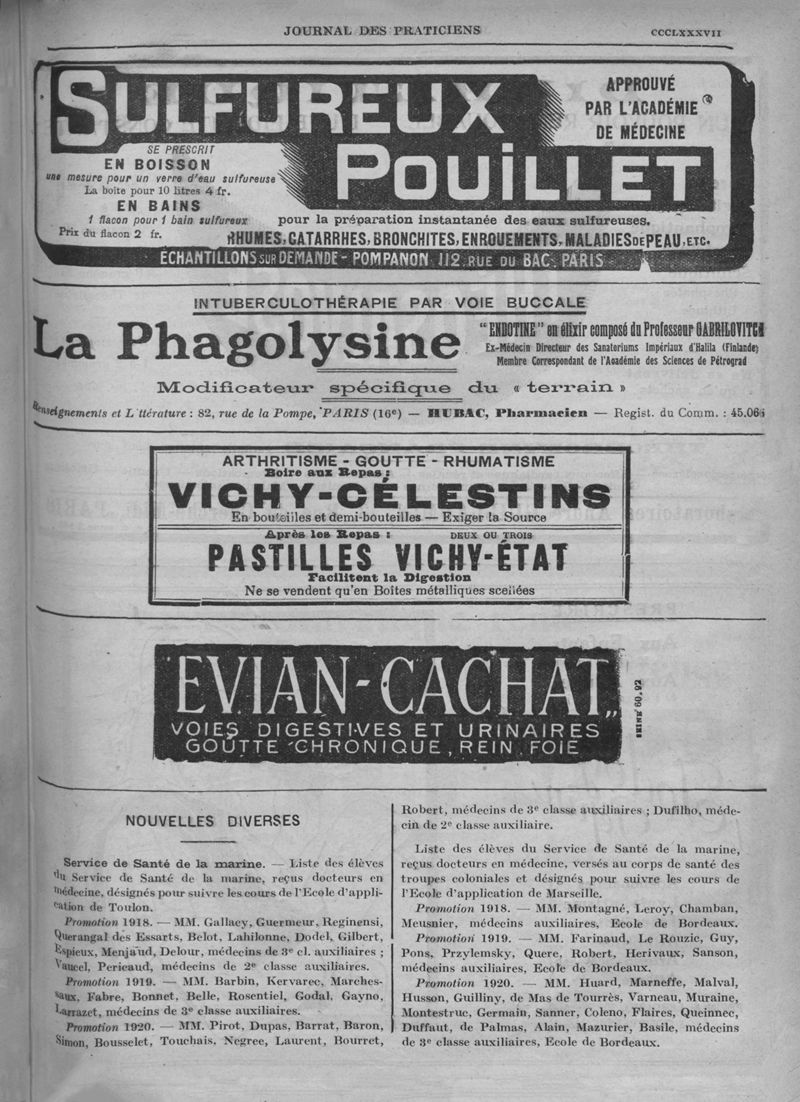 JOURNAL DES PRATICIENS
CCCLXXXVII
SULFUREUX
POUILLET
APPROUVÉ
PAR L'ACADÉMIE
DE MÉDECINE
SE PRESCRIT
EN BOISSON
une mesure pour un verre d'eau sulfureuse
La boite pour 10 litres 4 fr.
EN BAINS
1 flacon pour 1 bain sulfureux
Prix du flacon 2 fr.
pour la préparation instantanée des eaux sulfureuses.
RHUMES, CATARRHES, BRONCHITES, ENROUEMENTS, MALADIES DE PEAU, ETC.
ÉCHANTILLONS SUR DEMANDE - POMPANON 112, RUE DU BAC, PARIS
INTUBERCULOTHÉRAPIE PAR VOIE BUCCALE
La Phagolysine
"ENDOTINE" en élixir composé du Professeur GABRILOVITCH
Ex-Médecin Directeur des Sanatoriums Impériaux d'Halila (Finlande)
Membre Correspondant de l'Académie des Sciences de Pétrograd
Modificateur spécifique du « terrain »
Renseignements et L'ttérature : 82, rue de la Pompe, PARIS (16e) — HUBAC, Pharmacien — Regist. du Comm. :
ARTHRITISME - GOUTTE - RHUMATISME
Boire aux Repas :
VICHY-CÉLESTINS
En bouteilles et demi-bouteilles — Exiger la Source
Après les Repas : DEUX OU TROIS
PASTILLES VICHY-ÉTAT
Facilitent la Digestion
Ne se vendent qu'en Boîtes métalliques scellées
"EVIAN-CACHAT"
VOIES DIGESTIVES ET URINAIRES
GOUTTE CHRONIQUE, REIN, FOIE
SEINE 60.92
NOUVELLES DIVERSES
Service de Santé de la marine. — Liste des élèves
du Service de Santé de la marine, reçus docteurs en
médecine, désignés pour suivre les cours de l'Ecole d'appli-
cation de Toulon.
Promotion 1918. — MM. Gallacy, Guermeur, Reginensi,
Querangal des Essarts, Belot, Lahilonne, Dodel, Gilbert,
Espieux, Menjaud, Delour, médecins de 3e cl. auxiliaires ;
Vaucel, Pericaud, médecins de 2e classe auxiliaires.
Promotion 1919. — MM. Barbin, Kervarec, Marches-
saux, Fabre, Bonnet, Belle, Rosentiel, Godal, Gayno,
Larrazet, médecins de 3e classe auxiliaires.
Promotion 1920. — MM. Pirot, Dupas, Barrat, Baron,
Simon, Bousselet, Touchais, Negree, Laurent, Bourret,
Robert, médecins de 3e classe auxiliaires ; Dufilho, méde-
cin de 2e classe auxiliaire.
Liste des élèves du Service de Santé de la marine,
reçus docteurs en médecine, versés au corps de santé des
troupes coloniales et désignés pour suivre les cours de
l'Ecole d'application de Marseille.
Promotion 1918. — MM. Montagné, Leroy, Chamban,
Meusnier, médecins auxiliaires, Ecole de Bordeaux.
Promotion 1919. — MM. Farinaud, Le Rouzic, Guy,
Pons, Przylemsky, Quere, Robert, Herivaux, Sanson,
médecins auxiliaires, Ecole de Bordeaux.
Promotion 1920. — MM. Huard, Marneffe, Malval,
Husson, Guilliny, de Mas de Tourrès, Varneau, Muraine,
Montestruc, Germain, Sanner, Coleno, Flaires, Queinnec,
Duffaut, de Palmas, Alain, Mazurier, Basile, médecins
de 3e classe auxiliaires, Ecole de Bordeaux.